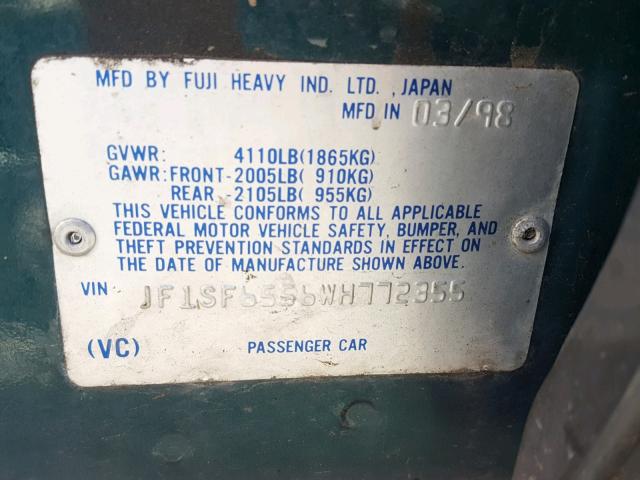 MFD BY FUJI HEAVY IND. LTD. , JAPAN
MFD IN 03/98
GVWR: 4110LB(1865KG)
GAWR:FRONT-2005LB( 910KG)
REAR -2105LB( 955KG)
THIS VEHICLE CONFORMS TO ALL APPLICABLE
FEDERAL MOTOR VEHICLE SAFETY, BUMPER, AND
THEFT PREVENTION STANDARDS IN EFFECT ON
THE DATE OF MANUFACTURE SHOWN ABOVE.
VIN JF1SF6556WH772355
(VC) PASSENGER CAR